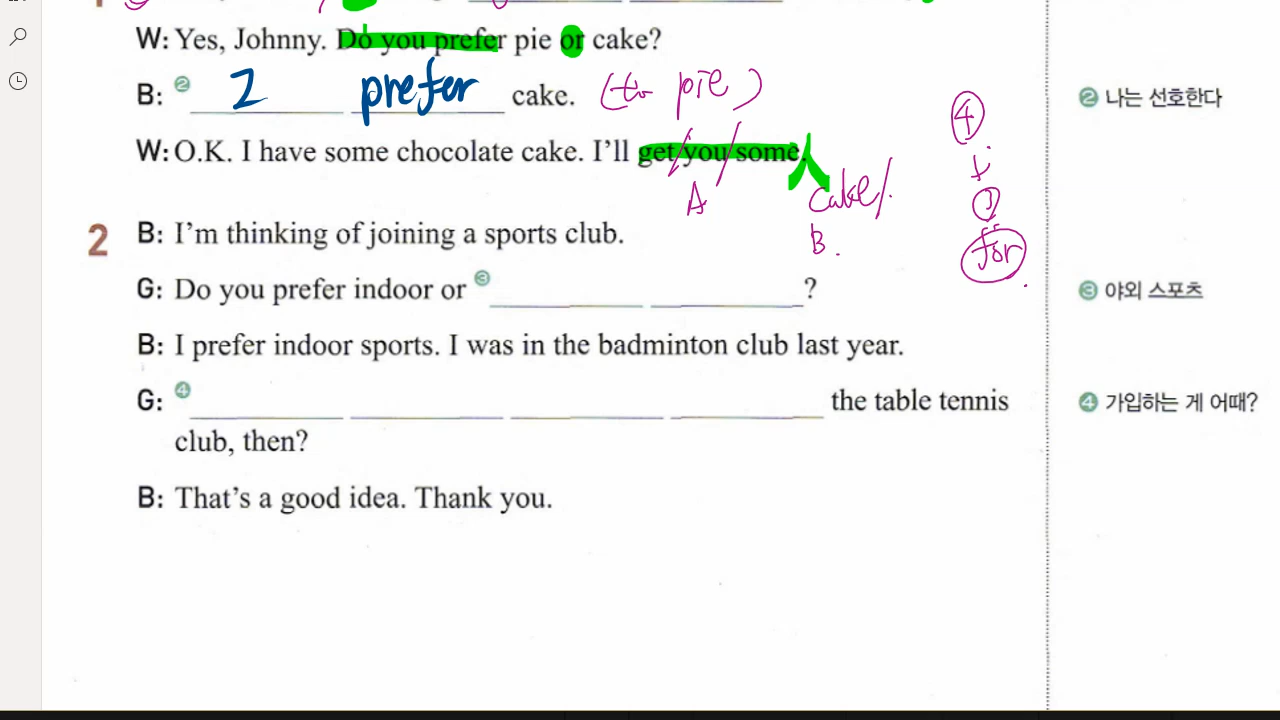 W: Yes, Johnny. Do you prefer pie or cake?
B: ② I prefer cake. (to pie)
② 나는 선호한다
W: O.K. I have some chocolate cake. I'll get/you/some.
A
cake/.
B.
④
+
③
for
2 B: I'm thinking of joining a sports club.
G: Do you prefer indoor or ③ ?
③ 야외 스포츠
B: I prefer indoor sports. I was in the badminton club last year.
G: ④ the table tennis
④ 가입하는 게 어때?
club, then?
B: That's a good idea. Thank you.